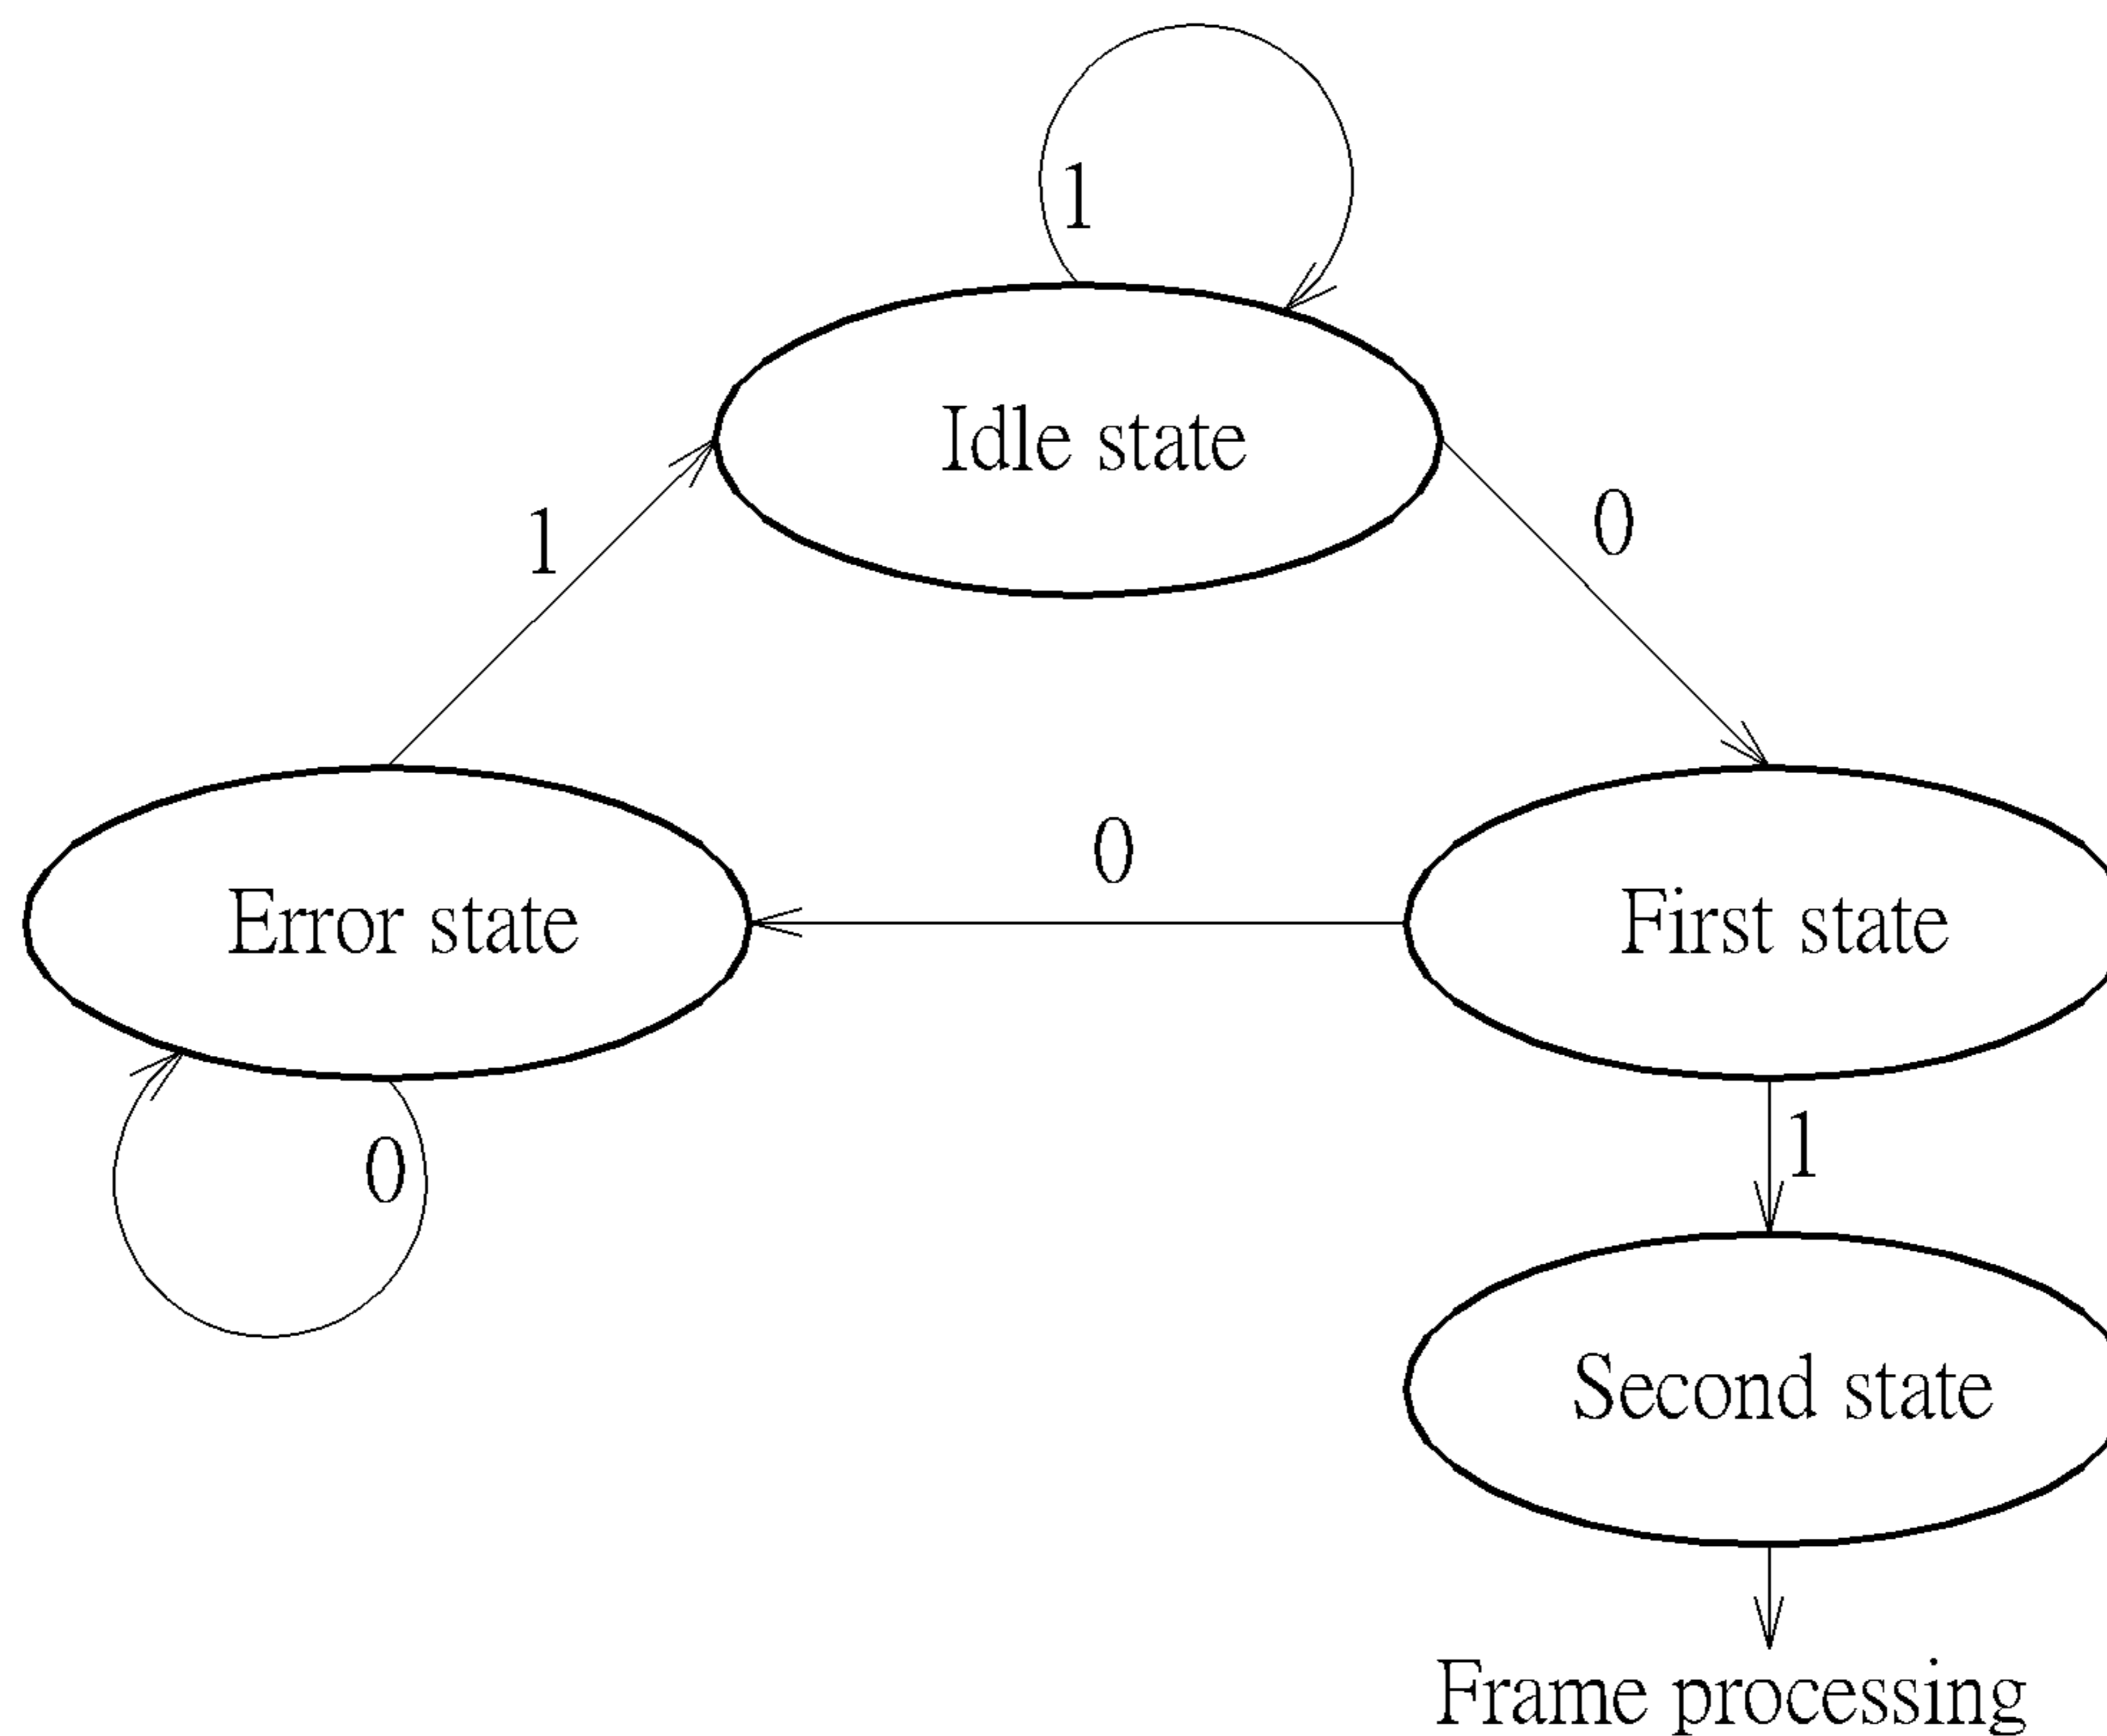 1
Idle state
0
1
0
Error state
First state
1
0
Second state
Frame processing